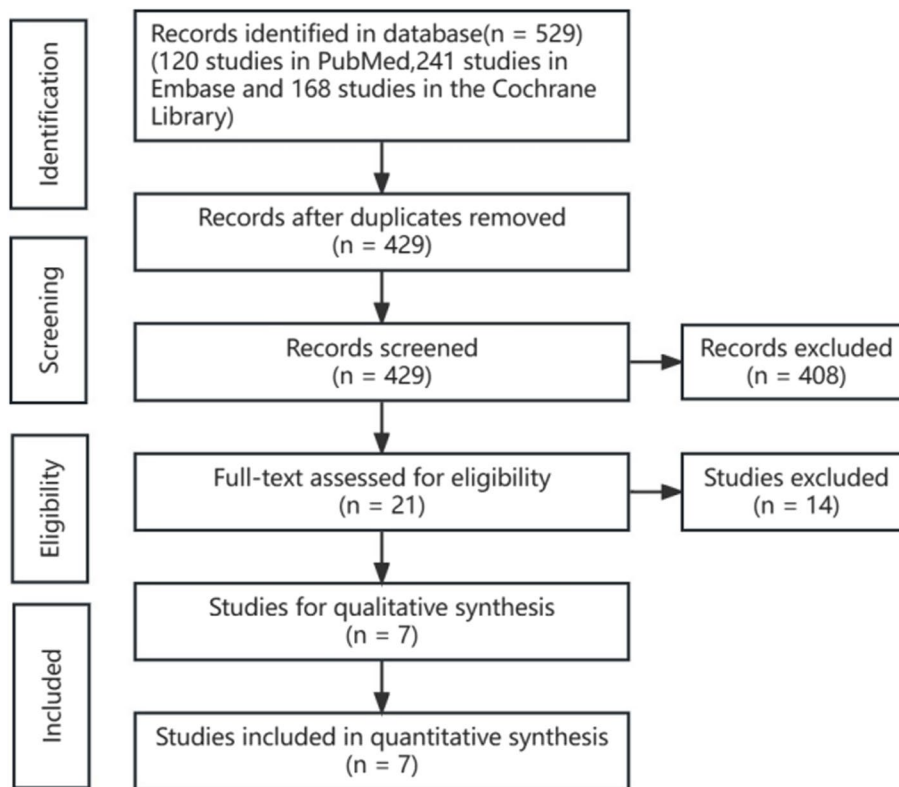 Identification
Records identified in database(n = 529)
(120 studies in PubMed,241 studies in
Embase and 168 studies in the Cochrane
Library)
Records after duplicates removed
(n = 429)
Screening
Records screened
(n = 429)
Records excluded
(n = 408)
Eligibility
Full-text assessed for eligibility
(n = 21)
Studies excluded
(n = 14)
Included
Studies for qualitative synthesis
(n = 7)
Studies included in quantitative synthesis
(n = 7)